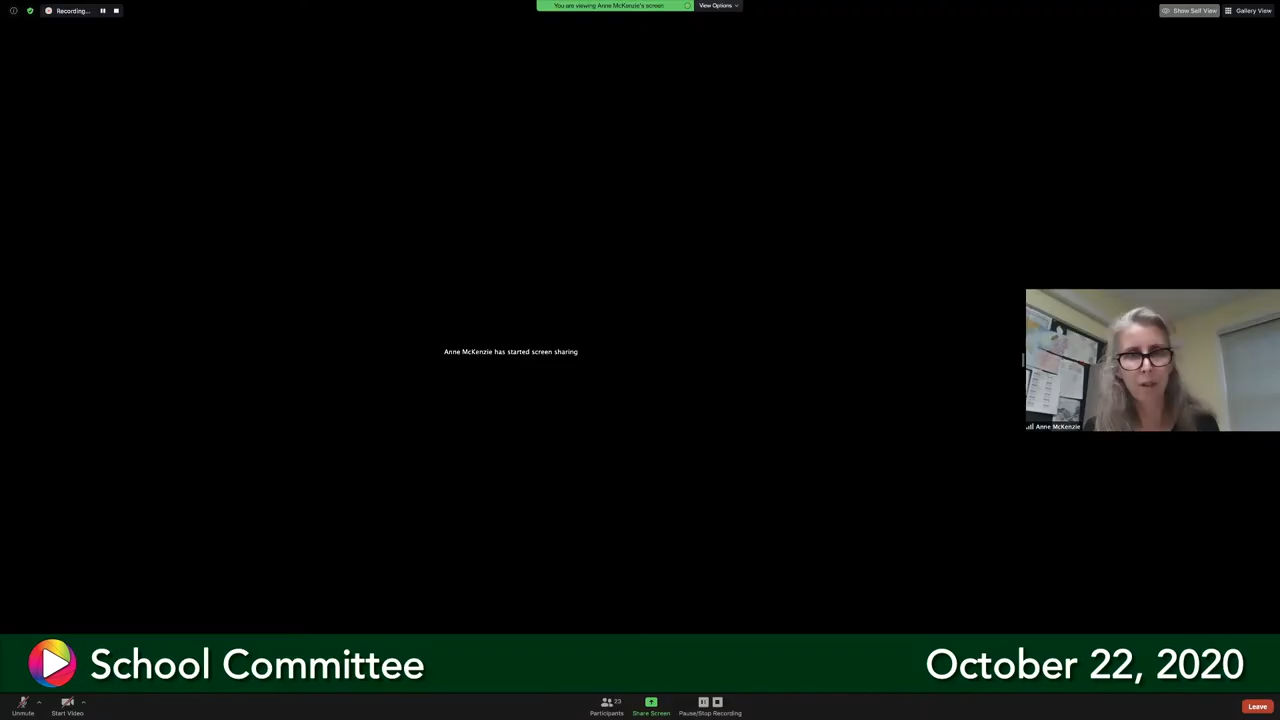 Recording...
You are viewing Anne McKenzie's screen
View Options
Show Self View
Gallery View
Anne McKenzie has started screen sharing
Anne McKenzie
School Committee
October 22, 2020
Unmute
Start Video
Participants
23
Share Screen
Pause/Stop Recording
Leave